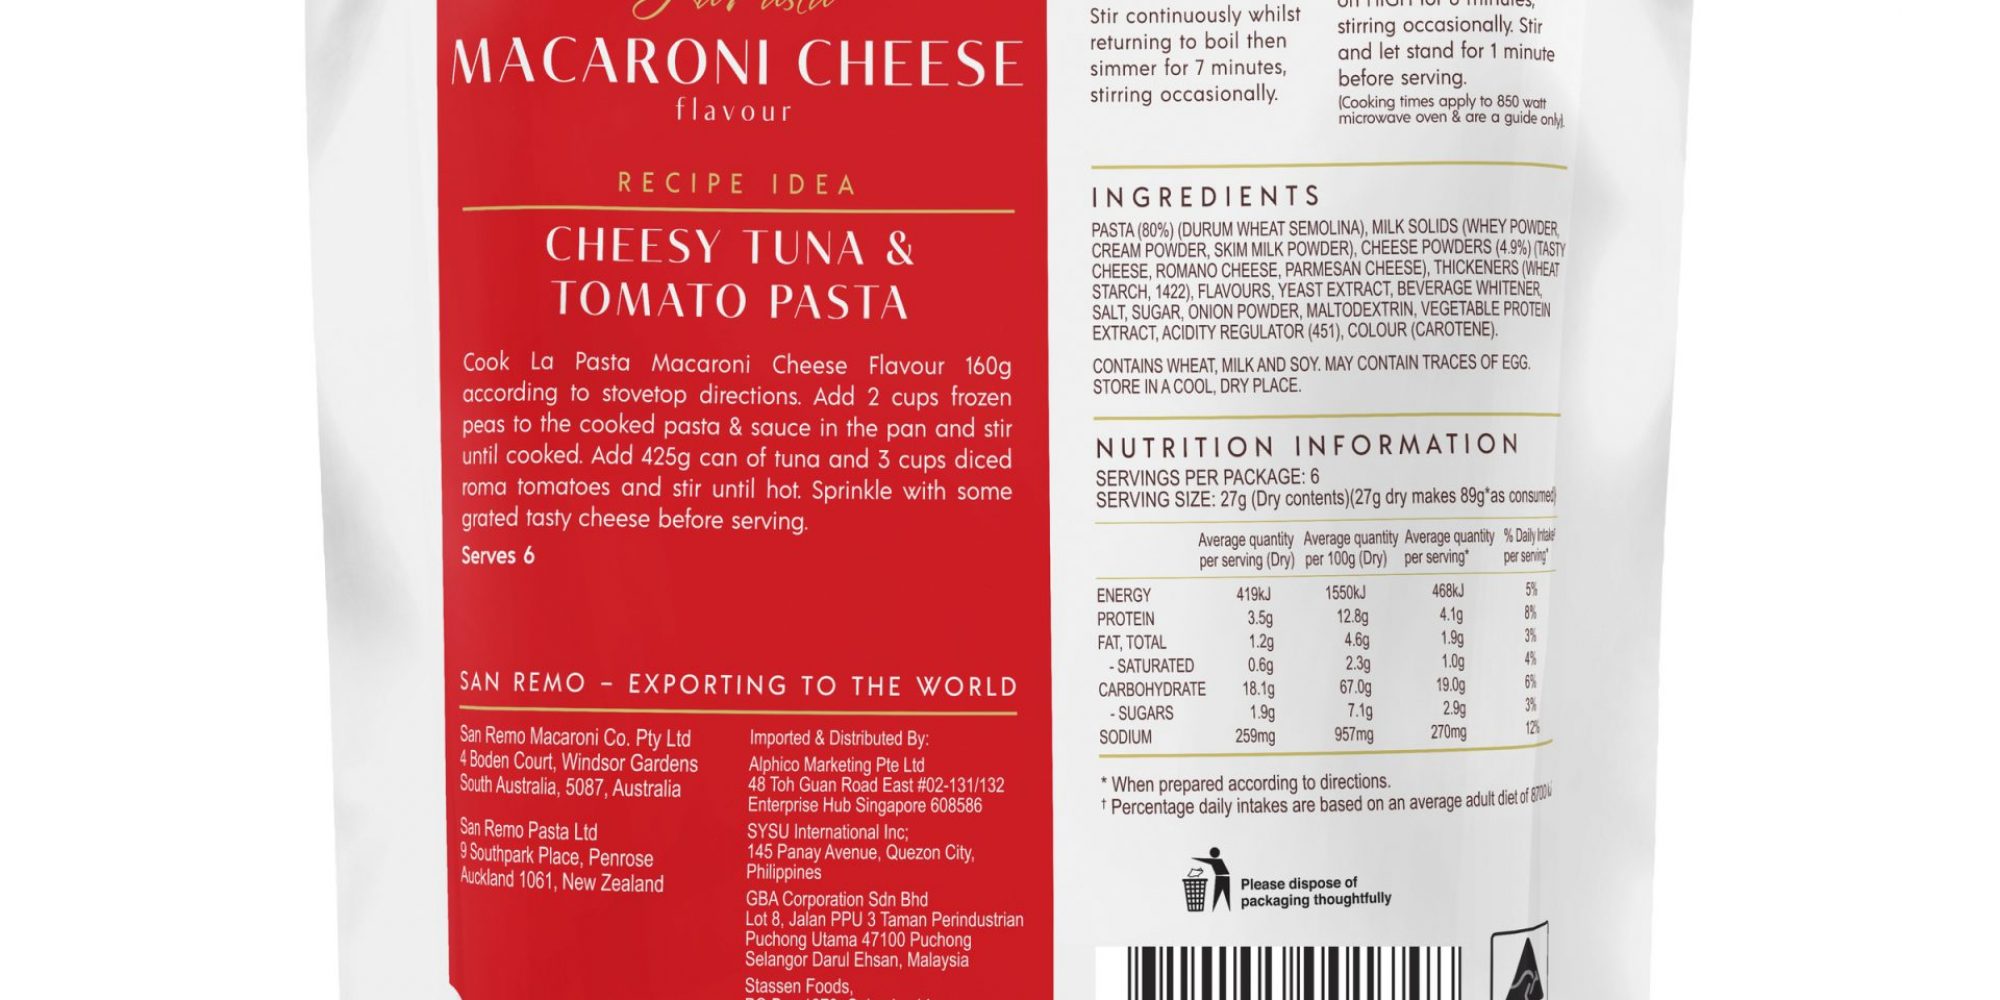 MACARONI CHEESE
flavour
RECIPE IDEA
CHEESY TUNA &
TOMATO PASTA
Cook La Pasta Macaroni Cheese Flavour 160g
according to stovetop directions. Add 2 cups frozen
peas to the cooked pasta & sauce in the pan and stir
until cooked. Add 425g can of tuna and 3 cups diced
roma tomatoes and stir until hot. Sprinkle with some
grated tasty cheese before serving.
Serves 6
SAN REMO – EXPORTING TO THE WORLD
San Remo Macaroni Co. Pty Ltd
4 Boden Court, Windsor Gardens
South Australia, 5087, Australia
San Remo Pasta Ltd
9 Southpark Place, Penrose
Auckland 1061, New Zealand
Imported & Distributed By:
Alphico Marketing Pte Ltd
48 Toh Guan Road East #02-131/132
Enterprise Hub Singapore 608586
SYSU International Inc;
145 Panay Avenue, Quezon City,
Philippines
GBA Corporation Sdn Bhd
Lot 8, Jalan PPU 3 Taman Perindustrian
Puchong Utama 47100 Puchong
Selangor Darul Ehsan, Malaysia
Stassen Foods,
Stir continuously whilst
returning to boil then
simmer for 7 minutes,
stirring occasionally.
on HIGH for minutes,
stirring occasionally. Stir
and let stand for 1 minute
before serving.
(Cooking times apply to 850 watt
microwave oven & are a guide only).
INGREDIENTS
PASTA (80%) (DURUM WHEAT SEMOLINA), MILK SOLIDS (WHEY POWDER,
CREAM POWDER, SKIM MILK POWDER), CHEESE POWDERS (4.9%) (TASTY
CHEESE, ROMANO CHEESE, PARMESAN CHEESE), THICKENERS (WHEAT
STARCH, 1422), FLAVOURS, YEAST EXTRACT, BEVERAGE WHITENER,
SALT, SUGAR, ONION POWDER, MALTODEXTRIN, VEGETABLE PROTEIN
EXTRACT, ACIDITY REGULATOR (451), COLOUR (CAROTENE).
CONTAINS WHEAT, MILK AND SOY. MAY CONTAIN TRACES OF EGG.
STORE IN A COOL, DRY PLACE.
NUTRITION INFORMATION
SERVINGS PER PACKAGE: 6
SERVING SIZE: 27g (Dry contents)(27g dry makes 89g*as consumed)
Average quantity Average quantity Average quantity % Daily Intake†
per serving (Dry) per 100g (Dry) per serving* per serving*
ENERGY 419kJ 1550kJ 468kJ 5%
PROTEIN 3.5g 12.8g 4.1g 8%
FAT, TOTAL 1.2g 4.6g 1.9g 3%
- SATURATED 0.6g 2.3g 1.0g 4%
CARBOHYDRATE 18.1g 67.0g 19.0g 6%
- SUGARS 1.9g 7.1g 2.9g 3%
SODIUM 259mg 957mg 270mg 12%
* When prepared according to directions.
† Percentage daily intakes are based on an average adult diet of 8700kJ
Please dispose of
packaging thoughtfully